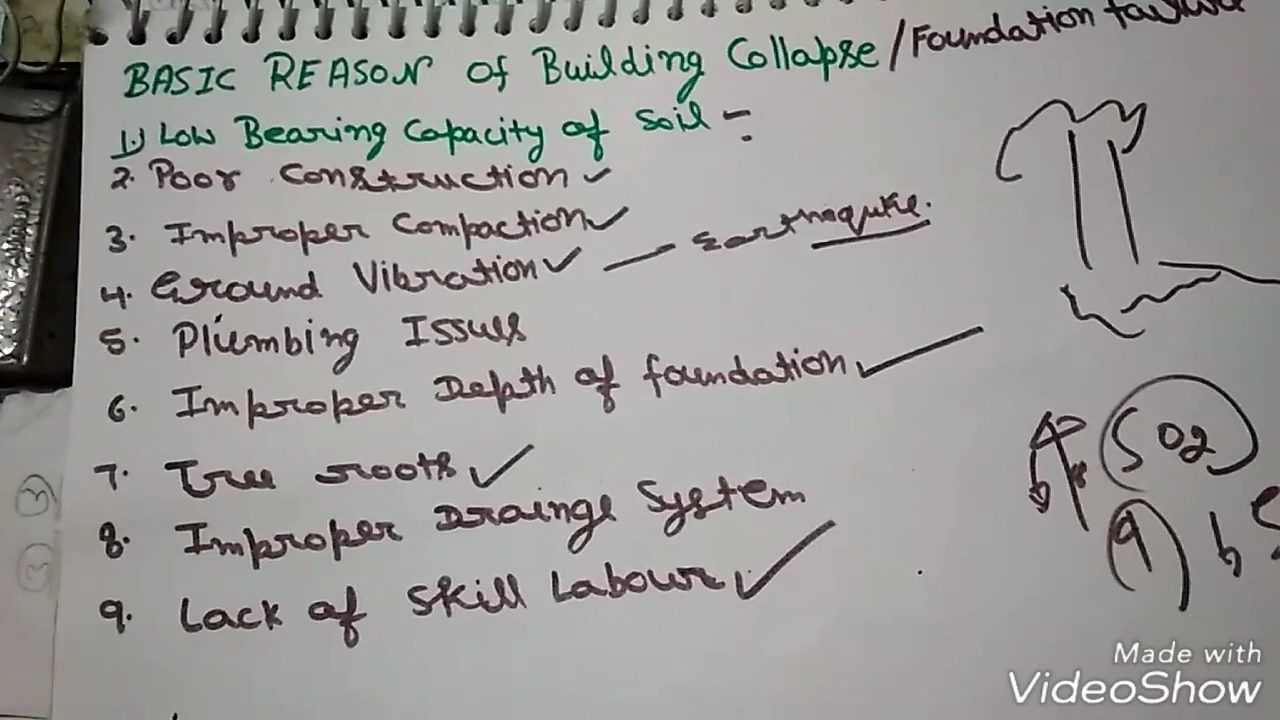 BASIC REASON of Building Collapse / Foundation failure
1.) Low Bearing Capacity of Soil -
2. Poor Construction ✓
3. Improper Compaction ✓
4. Ground Vibration ✓ — Earthquke.
5. Plumbing Issues
6. Improper Depth of foundation ✓
7. Tree roots ✓
8. Improper Drainge System
9. Lack of Skill Labour ✓
Made with
VideoShow